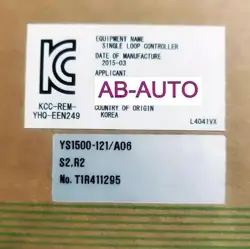 EQUIPMENT NAME
SINGLE LOOP CONTROLLER
DATE OF MANUFACTURE
2015-03
APPLICANT
AB-AUTO
KCC-REM-
YHQ-EEN249
COUNTRY OF ORIGIN
KOREA
L4041VX
YS1500-121/A06
S2.R2
No. T1R411295